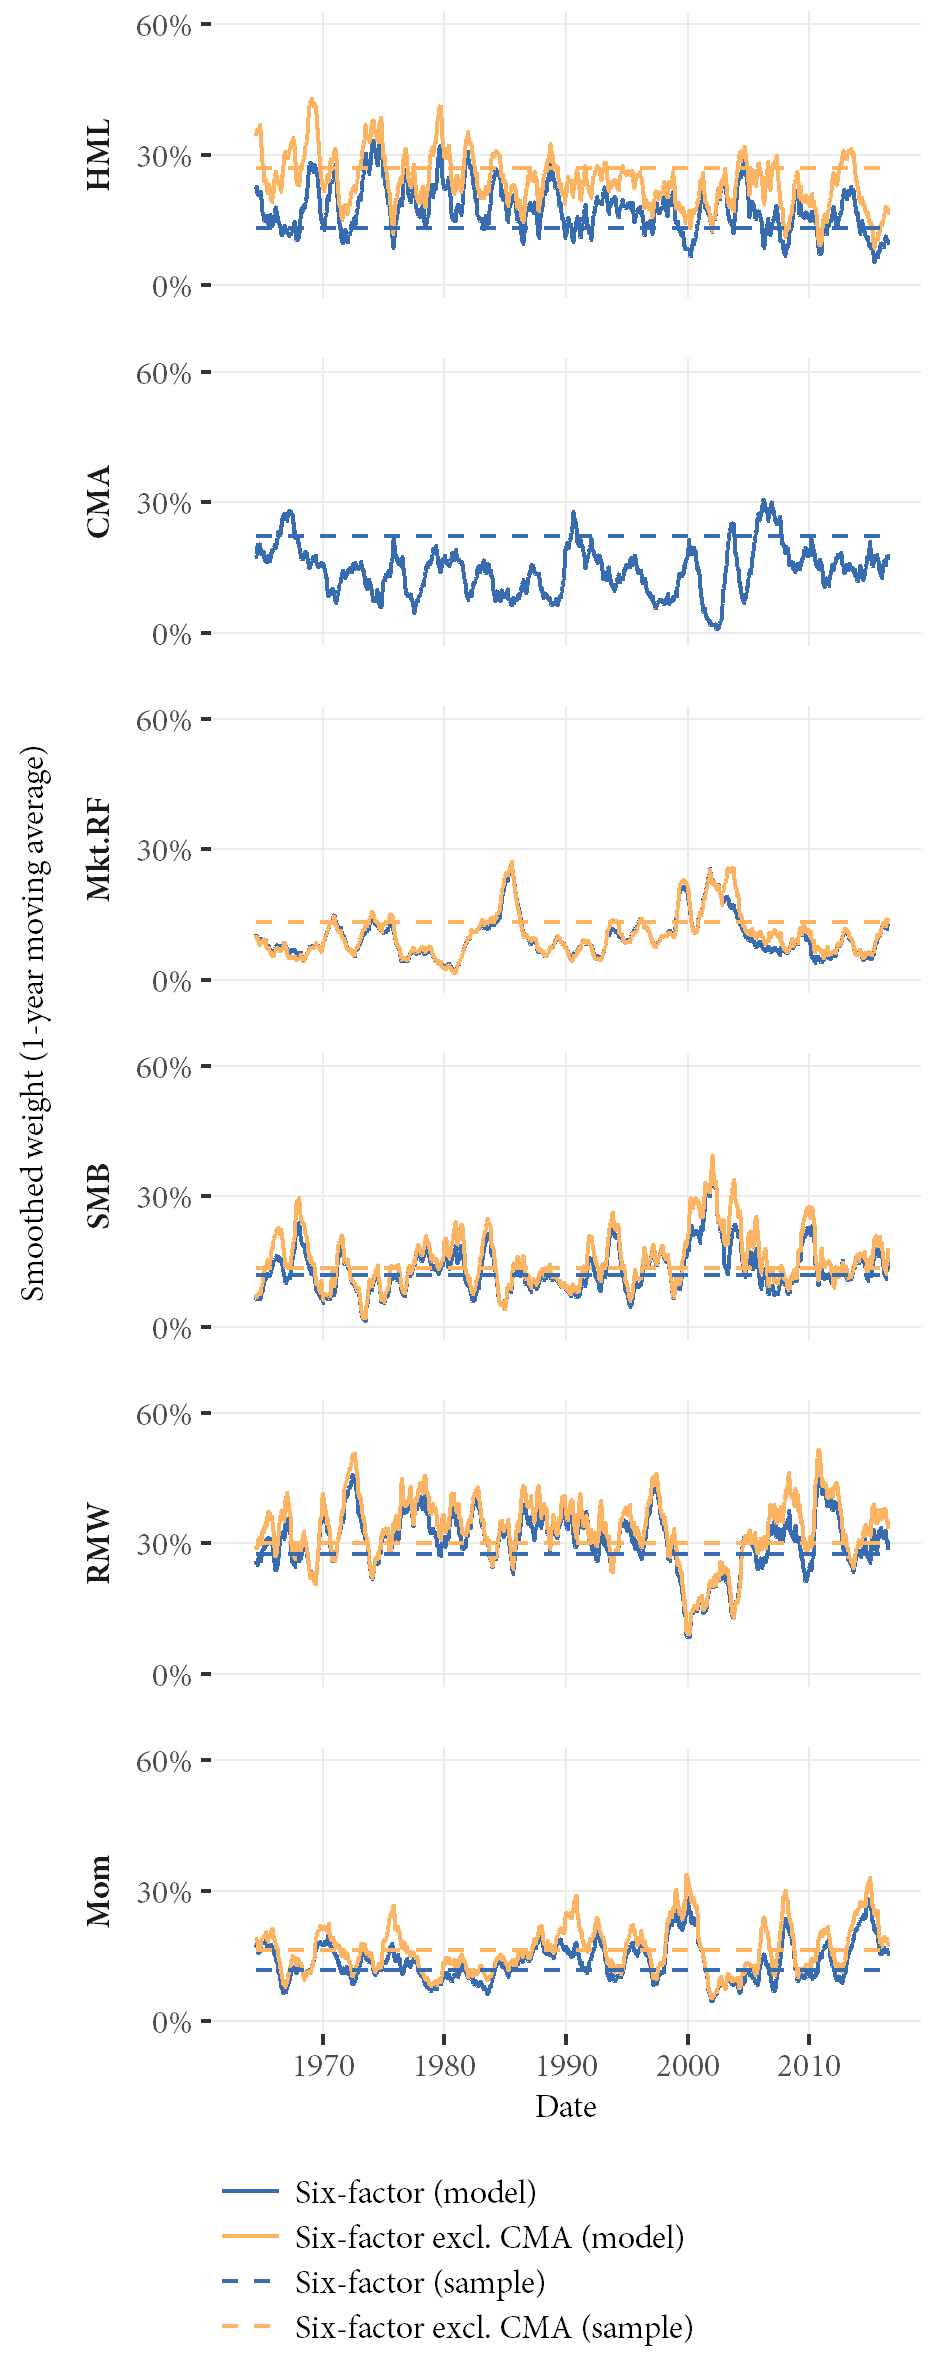 HML
60%
30%
0%
CMA
60%
30%
0%
Smoothed weight (1-year moving average)
Mkt.RF
60%
30%
0%
SMB
60%
30%
0%
RMW
60%
30%
0%
Mom
60%
30%
0%
1970 1980 1990 2000 2010
Date
Six-factor (model)
Six-factor excl. CMA (model)
Six-factor (sample)
Six-factor excl. CMA (sample)